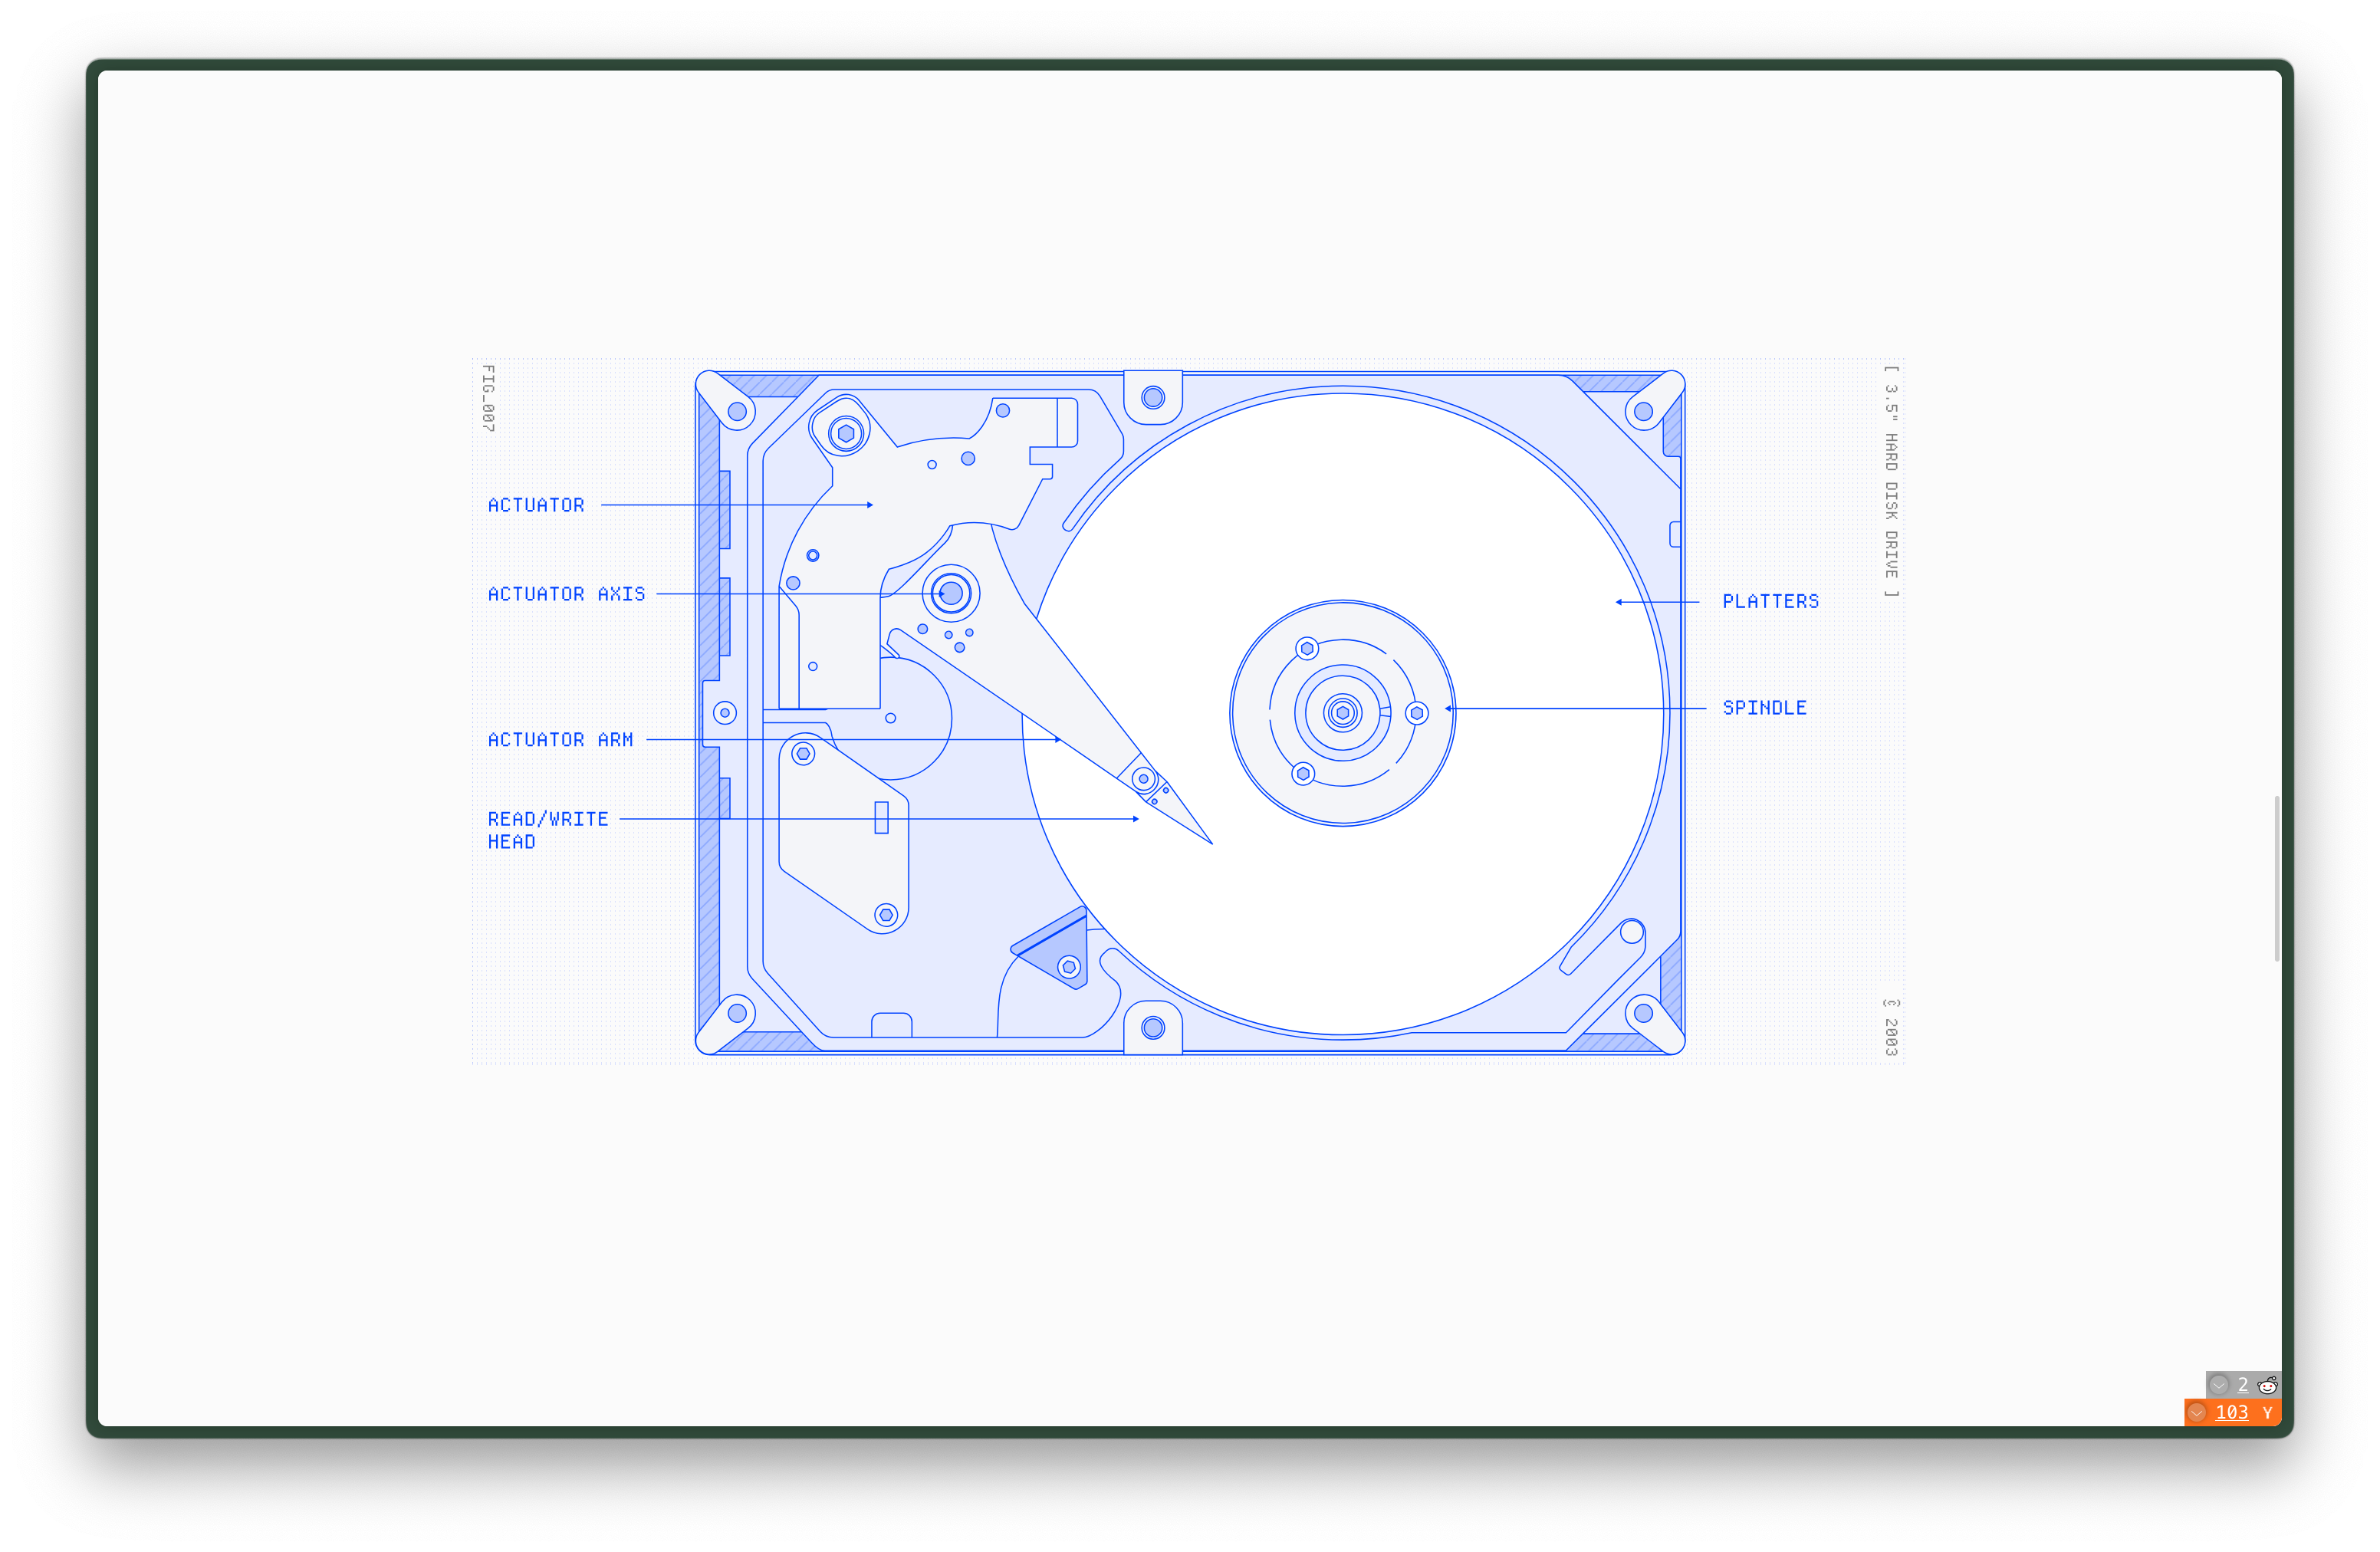 FIG_007
[ 3.5" HARD DISK DRIVE ]
ACTUATOR
ACTUATOR AXIS
PLATTERS
SPINDLE
ACTUATOR ARM
READ/WRITE
HEAD
(C) 2003
2
103 Y